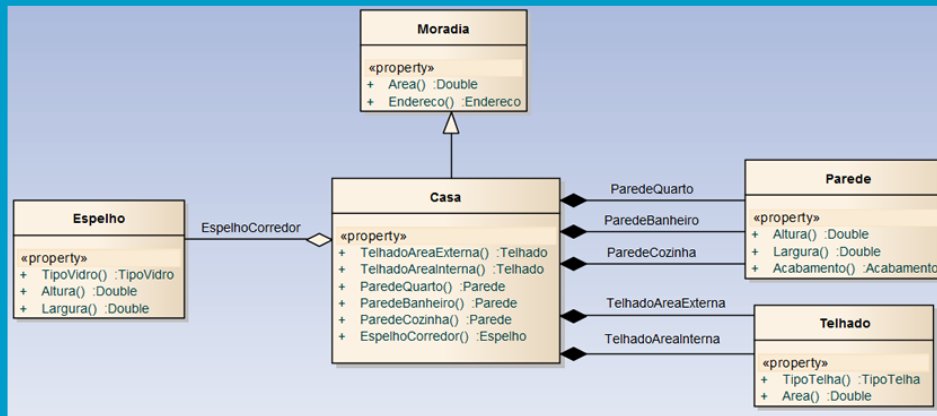 Moradia
«property»
+ Area() :Double
+ Endereco() :Endereco
Espelho
«property»
+ TipoVidro() :TipoVidro
+ Altura() :Double
+ Largura() :Double
EspelhoCorredor
Casa
«property»
+ TelhadoAreaExterna() :Telhado
+ TelhadoAreaInterna() :Telhado
+ ParedeQuarto() :Parede
+ ParedeBanheiro() :Parede
+ ParedeCozinha() :Parede
+ EspelhoCorredor() :Espelho
ParedeQuarto
ParedeBanheiro
ParedeCozinha
Parede
«property»
+ Altura() :Double
+ Largura() :Double
+ Acabamento() :Acabamento
TelhadoAreaExterna
TelhadoAreaInterna
Telhado
«property»
+ TipoTelha() :TipoTelha
+ Area() :Double